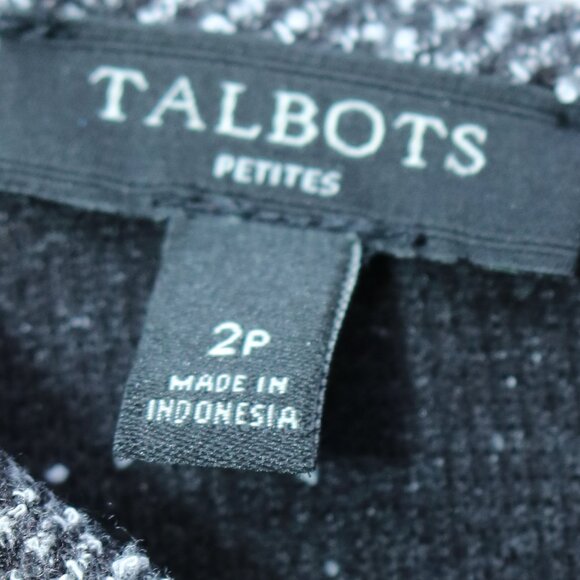 TALBOTS
PETITES
2P
MADE IN
INDONESIA